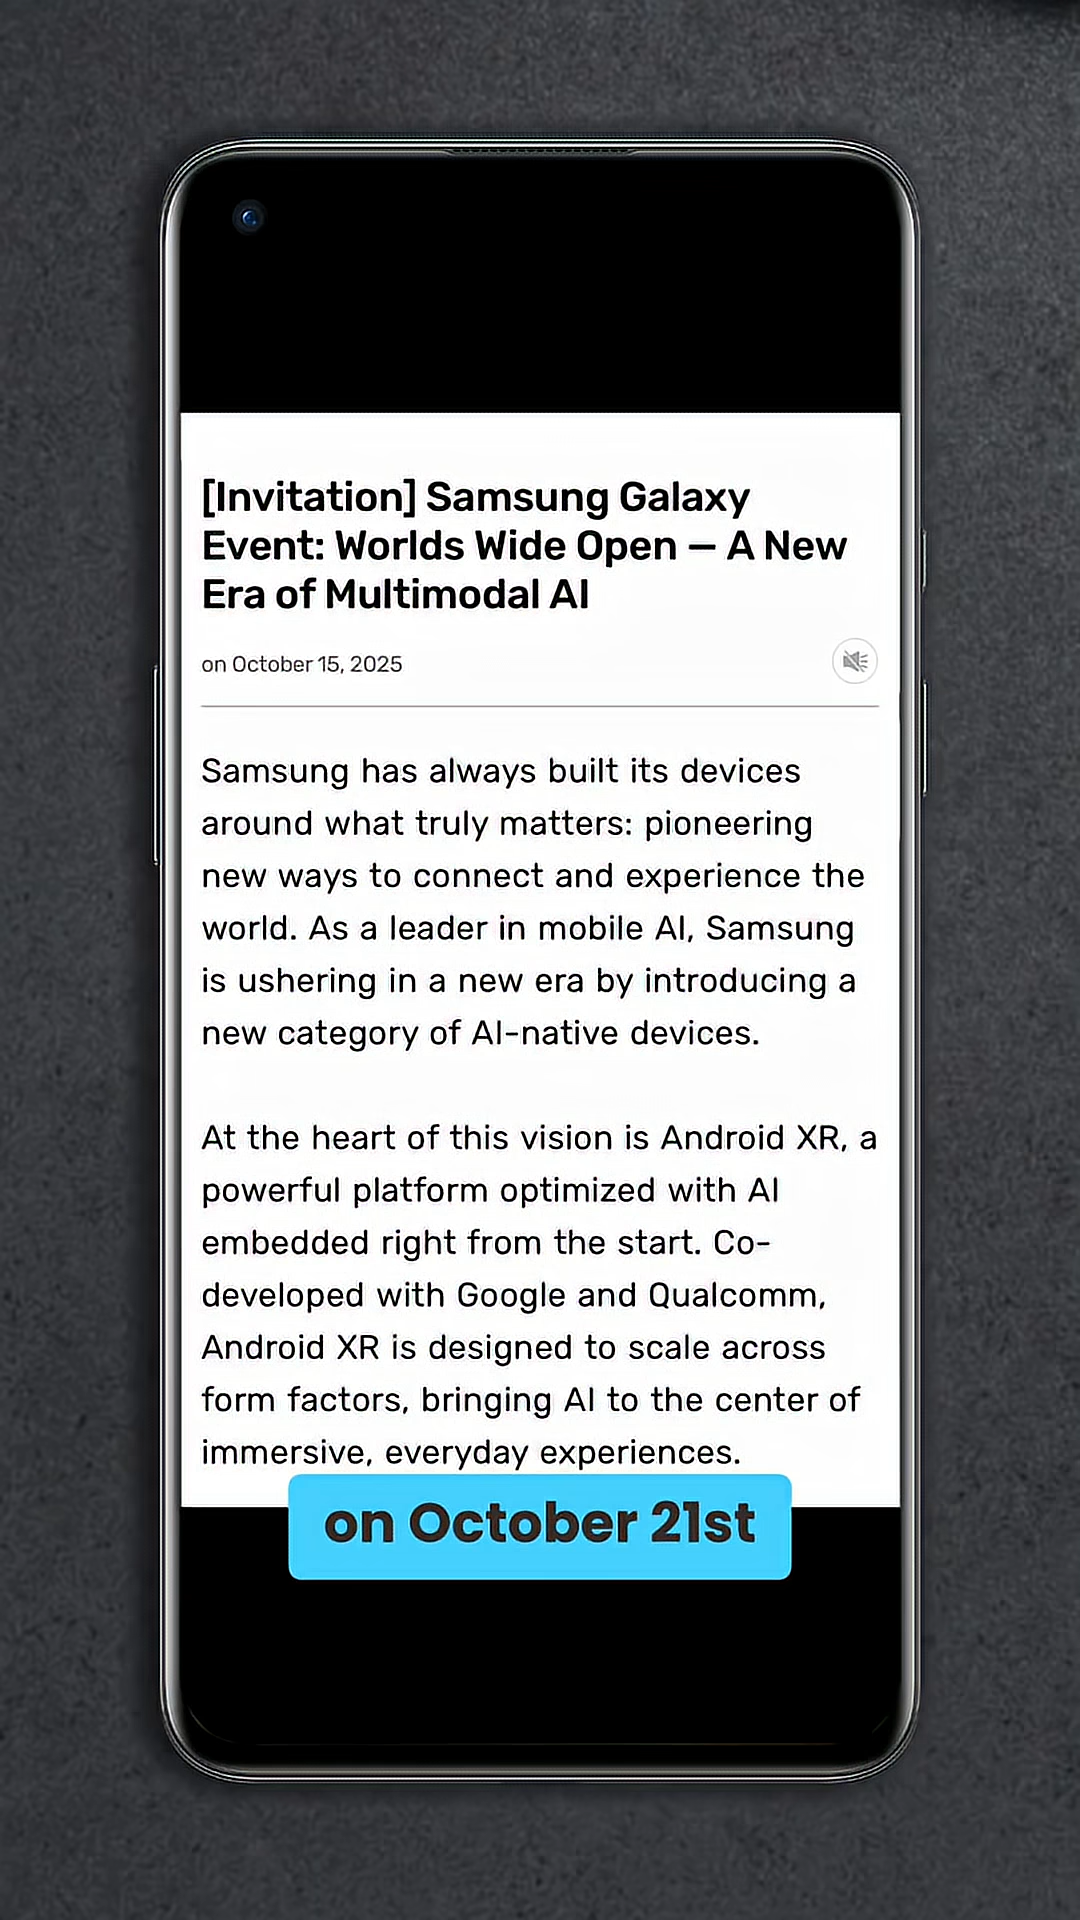 [Invitation] Samsung Galaxy
Event: Worlds Wide Open – A New
Era of Multimodal AI
on October 15, 2025
Samsung has always built its devices
around what truly matters: pioneering
new ways to connect and experience the
world. As a leader in mobile AI, Samsung
is ushering in a new era by introducing a
new category of AI-native devices.
At the heart of this vision is Android XR, a
powerful platform optimized with AI
embedded right from the start. Co-
developed with Google and Qualcomm,
Android XR is designed to scale across
form factors, bringing AI to the center of
immersive, everyday experiences.
on October 21st